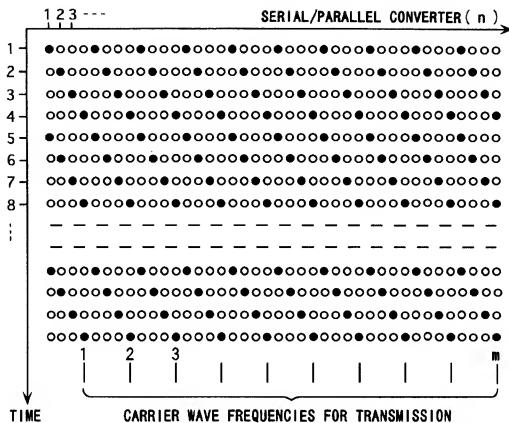 SERIAL/PARALLEL CONVERTER ( n )
1 2 3 ----
1
2
3
4
5
6
7
8
1 2 3 m
TIME CARRIER WAVE FREQUENCIES FOR TRANSMISSION